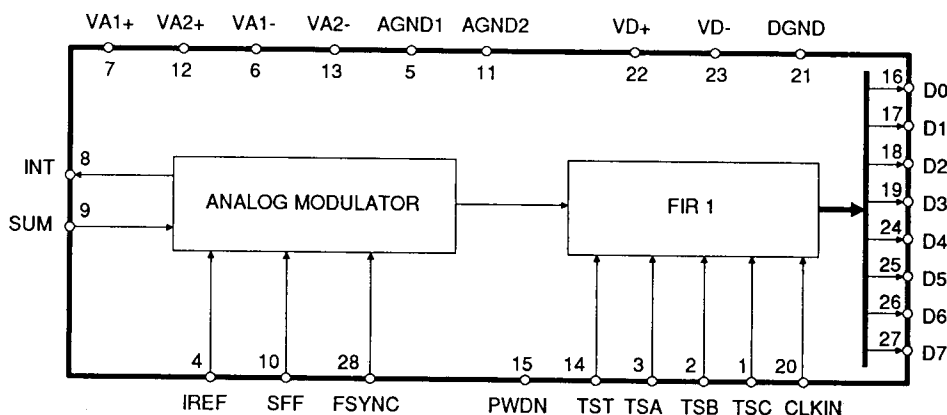 VA1+ VA2+ VA1- VA2- AGND1 AGND2 VD+ VD- DGND
7 12 6 13 5 11 22 23 21
16 D0
17 D1
18 D2
19 D3
24 D4
25 D5
26 D6
27 D7
INT 8
SUM 9
ANALOG MODULATOR
FIR 1
4 10 28 15 14 3 2 1 20
IREF SFF FSYNC PWDN TST TSA TSB TSC CLKIN